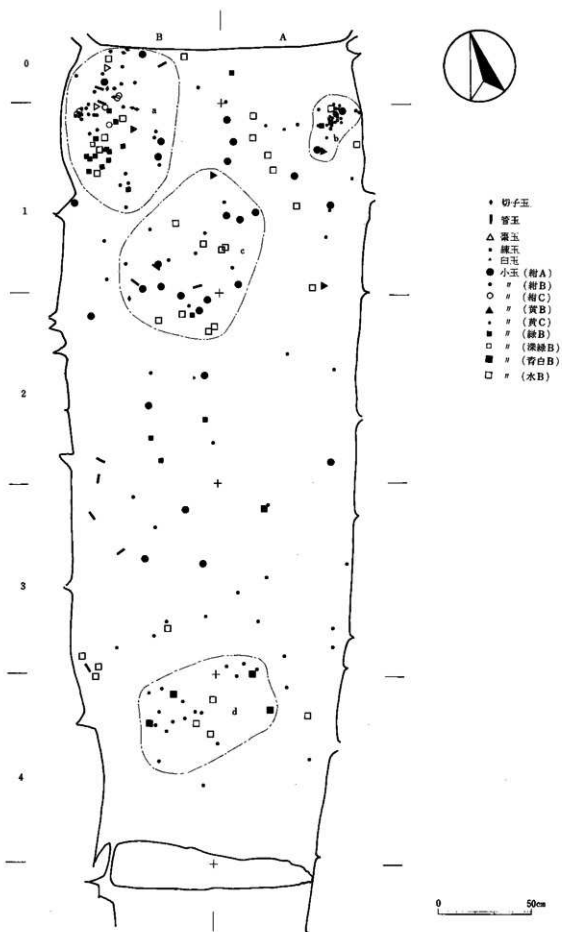 B A
0
a
b
1
c
2
3
d
4
切子玉
管玉
棗玉
練玉
臼玉
小玉(紺A)
〃(紺B)
〃(紺C)
〃(黄B)
〃(黄C)
〃(緑B)
〃(深緑B)
〃(青白B)
〃(水B)
0 50cm